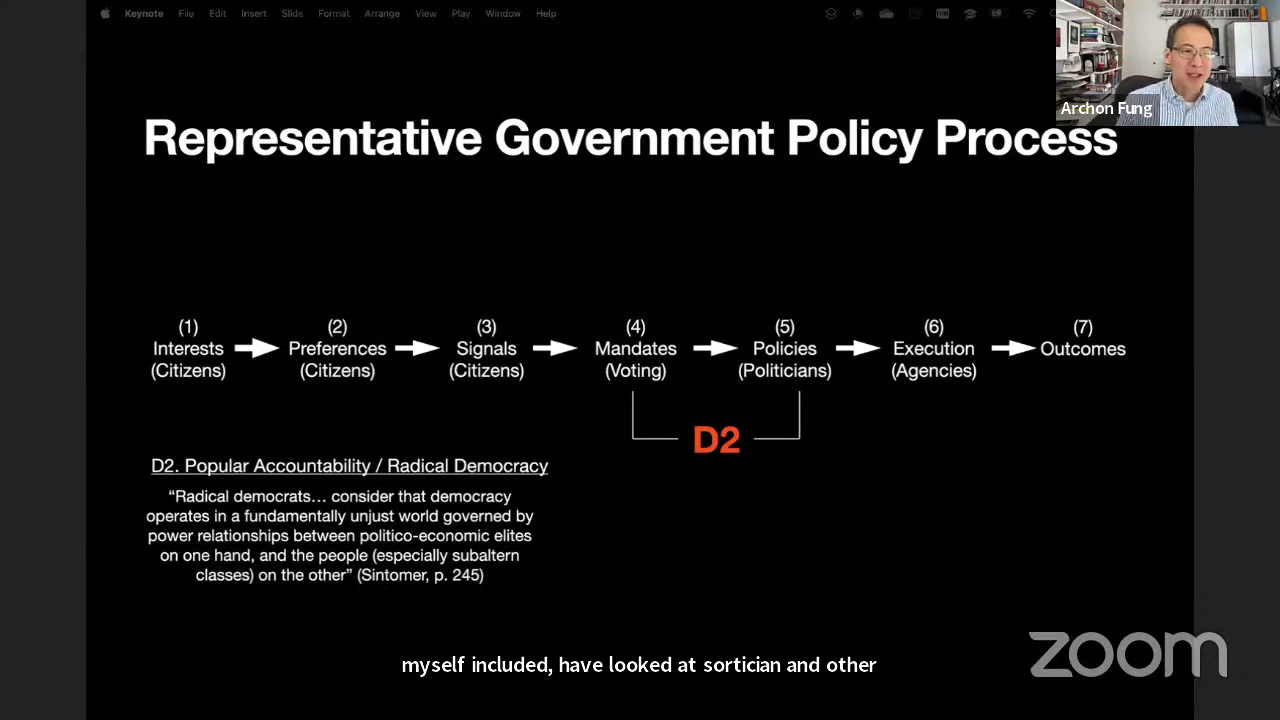 Keynote File Edit Insert Slide Format Arrange View Play Window Help
Archon Fung
Representative Government Policy Process
(1) (2) (3) (4) (5) (6) (7)
Interests Preferences Signals Mandates Policies Execution Outcomes
(Citizens) (Citizens) (Citizens) (Voting) (Politicians) (Agencies)
D2
D2. Popular Accountability / Radical Democracy
“Radical democrats… consider that democracy
operates in a fundamentally unjust world governed by
power relationships between politico-economic elites
on one hand, and the people (especially subaltern
classes) on the other” (Sintomer, p. 245)
zoom
myself included, have looked at sortician and other